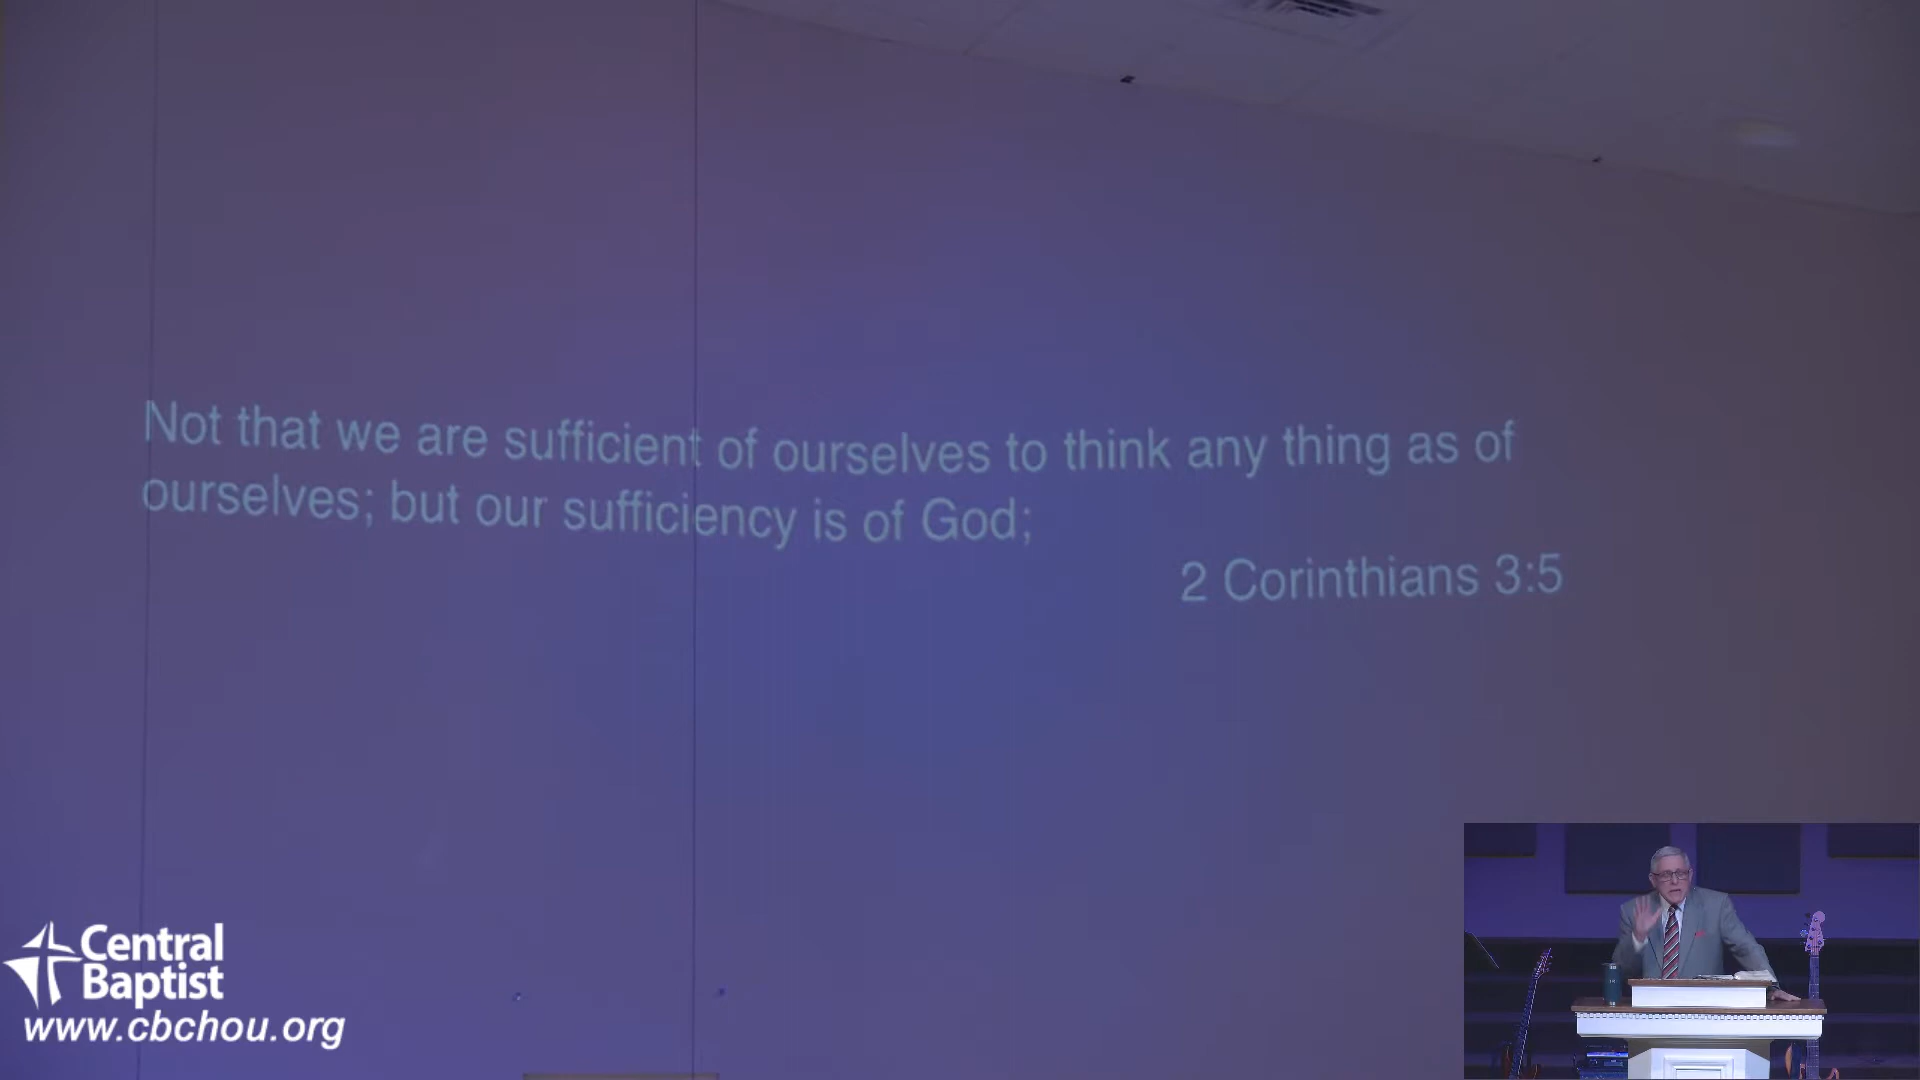 Not that we are sufficient of ourselves to think any thing as of
ourselves; but our sufficiency is of God;
2 Corinthians 3:5
Central
Baptist
www.cbchou.org